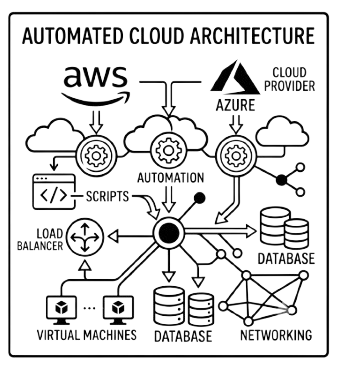 AUTOMATED CLOUD ARCHITECTURE
aws
AZURE
CLOUD
PROVIDER
AUTOMATION
</>
SCRIPTS
LOAD
BALANCER
DATABASE
VIRTUAL MACHINES
DATABASE
NETWORKING